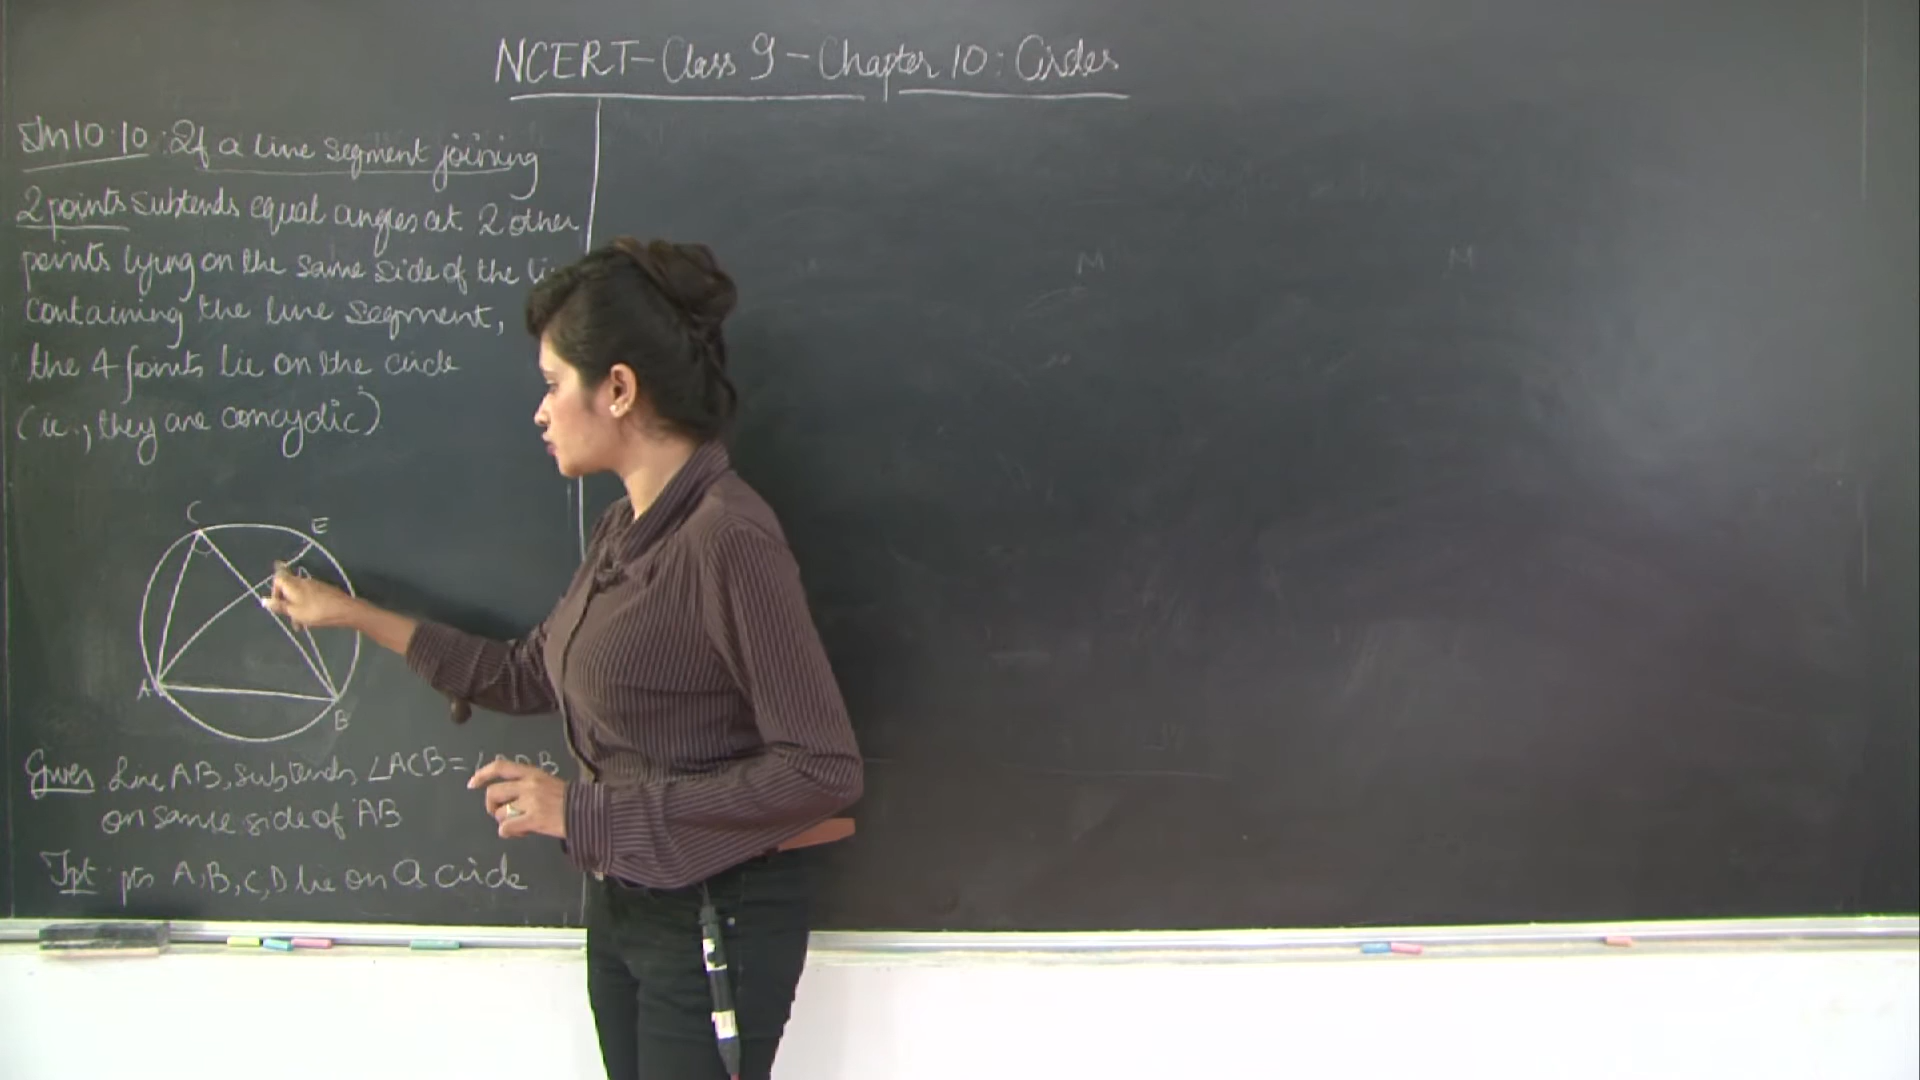 NCERT-Class 9-Chapter 10: Circles
Thm 10.10: If a line segment joining
2 points subtends equal angles at 2 other
points lying on the same side of the
containing the line segment,
the 4 points lie on the circle
(ie., they are concyclic)
C
E
A
B
Given Line AB, subtends ∠ACB=
on same side of AB
Tpt: pts A,B,C,D lie on a circle